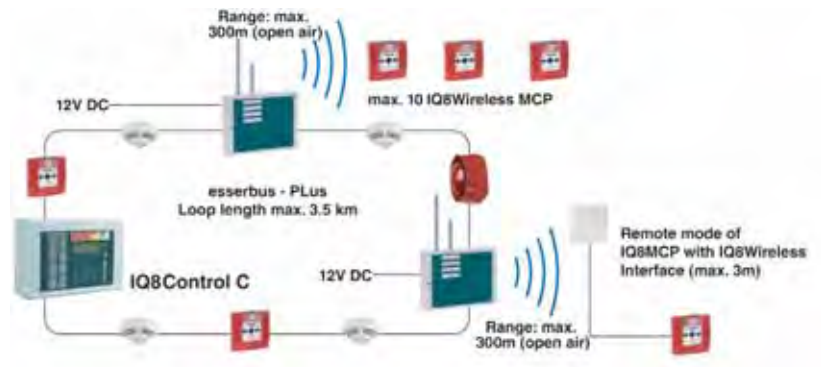 Range: max.
300m (open air)
max. 10 IQ8Wireless MCP
12V DC
esserbus - PLus
Loop length max. 3.5 km
IQ8Control C
12V DC
Remote mode of
IQ8MCP with IQ8Wireless
Interface (max. 3m)
Range: max.
300m (open air)